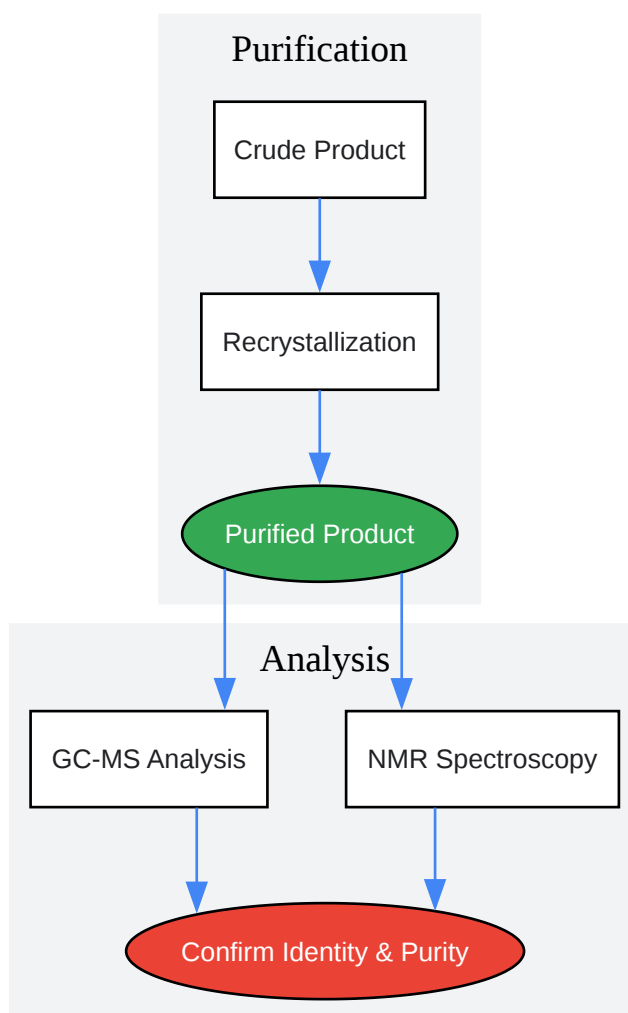 Purification
Crude Product
Recrystallization
Purified Product
Analysis
GC-MS Analysis
NMR Spectroscopy
Confirm Identity & Purity